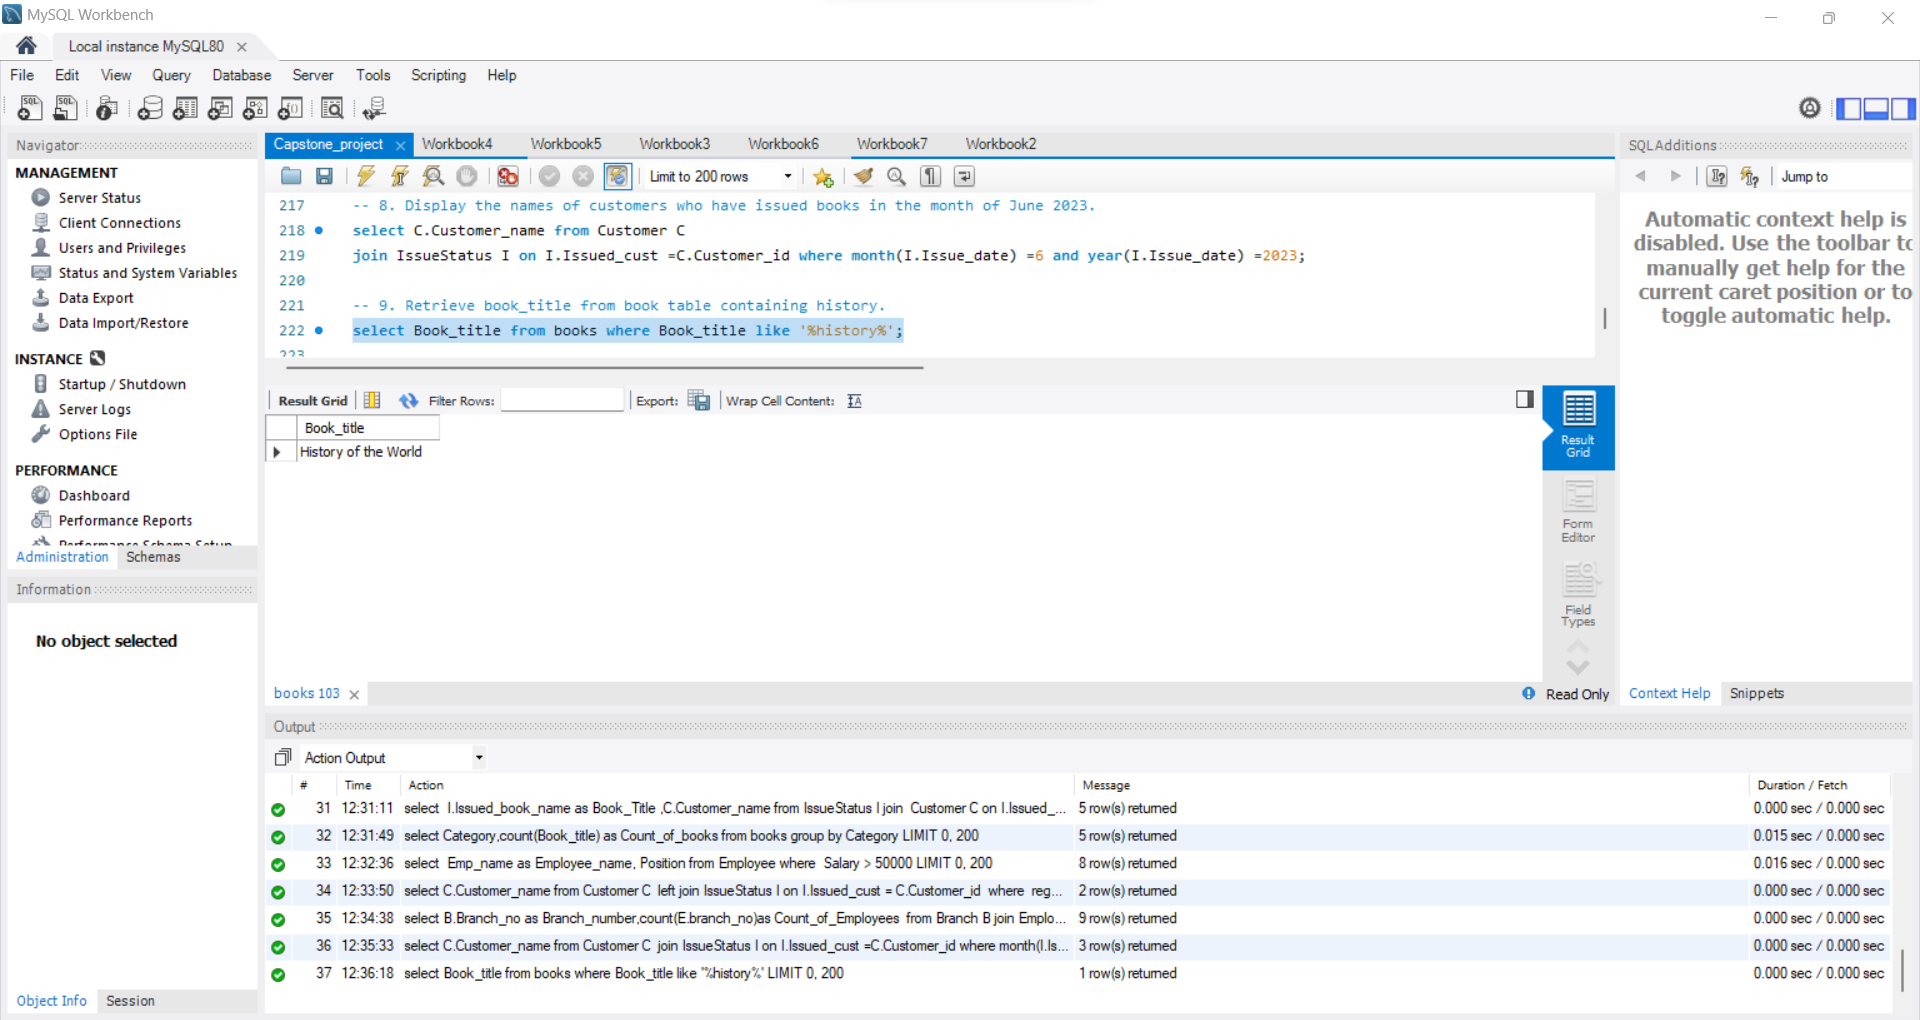 MySQL Workbench
Local instance MySQL80
File Edit View Query Database Server Tools Scripting Help
Navigator
MANAGEMENT
Server Status
Client Connections
Users and Privileges
Status and System Variables
Data Export
Data Import/Restore
INSTANCE
Startup / Shutdown
Server Logs
Options File
PERFORMANCE
Dashboard
Performance Reports
Performance Schema Setup
Administration Schemas
Information
No object selected
Object Info Session
Capstone_project Workbook4 Workbook5 Workbook3 Workbook6 Workbook7 Workbook2
Limit to 200 rows
217 -- 8. Display the names of customers who have issued books in the month of June 2023.
218 select C.Customer_name from Customer C
219 join IssueStatus I on I.Issued_cust =C.Customer_id where month(I.Issue_date) =6 and year(I.Issue_date) =2023;
220
221 -- 9. Retrieve book_title from book table containing history.
222 select Book_title from books where Book_title like '%history%';
223
Result Grid Filter Rows: Export: Wrap Cell Content:
Book_title
History of the World
Result Grid
Form Editor
Field Types
books 103
Read Only
SQLAdditions
Jump to
Automatic context help is
disabled. Use the toolbar to
manually get help for the
current caret position or to
toggle automatic help.
Context Help Snippets
Output
Action Output
# Time Action Message Duration / Fetch
31 12:31:11 select I.Issued_book_name as Book_Title ,C.Customer_name from IssueStatus I join Customer C on I.Issued_... 5 row(s) returned 0.000 sec / 0.000 sec
32 12:31:49 select Category,count(Book_title) as Count_of_books from books group by Category LIMIT 0, 200 5 row(s) returned 0.015 sec / 0.000 sec
33 12:32:36 select Emp_name as Employee_name, Position from Employee where Salary > 50000 LIMIT 0, 200 8 row(s) returned 0.016 sec / 0.000 sec
34 12:33:50 select C.Customer_name from Customer C left join IssueStatus I on I.Issued_cust = C.Customer_id where reg... 2 row(s) returned 0.000 sec / 0.000 sec
35 12:34:38 select B.Branch_no as Branch_number,count(E.branch_no)as Count_of_Employees from Branch B join Emplo... 9 row(s) returned 0.000 sec / 0.000 sec
36 12:35:33 select C.Customer_name from Customer C join IssueStatus I on I.Issued_cust =C.Customer_id where month(I.Is... 3 row(s) returned 0.000 sec / 0.000 sec
37 12:36:18 select Book_title from books where Book_title like '%history%' LIMIT 0, 200 1 row(s) returned 0.000 sec / 0.000 sec